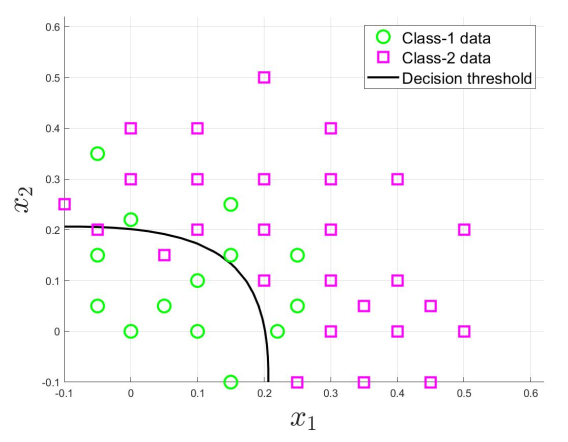 Class-1 data
Class-2 data
Decision threshold
0.6
0.5
0.4
0.3
0.2
0.1
0
-0.1
x2
-0.1 0 0.1 0.2 0.3 0.4 0.5 0.6
x1